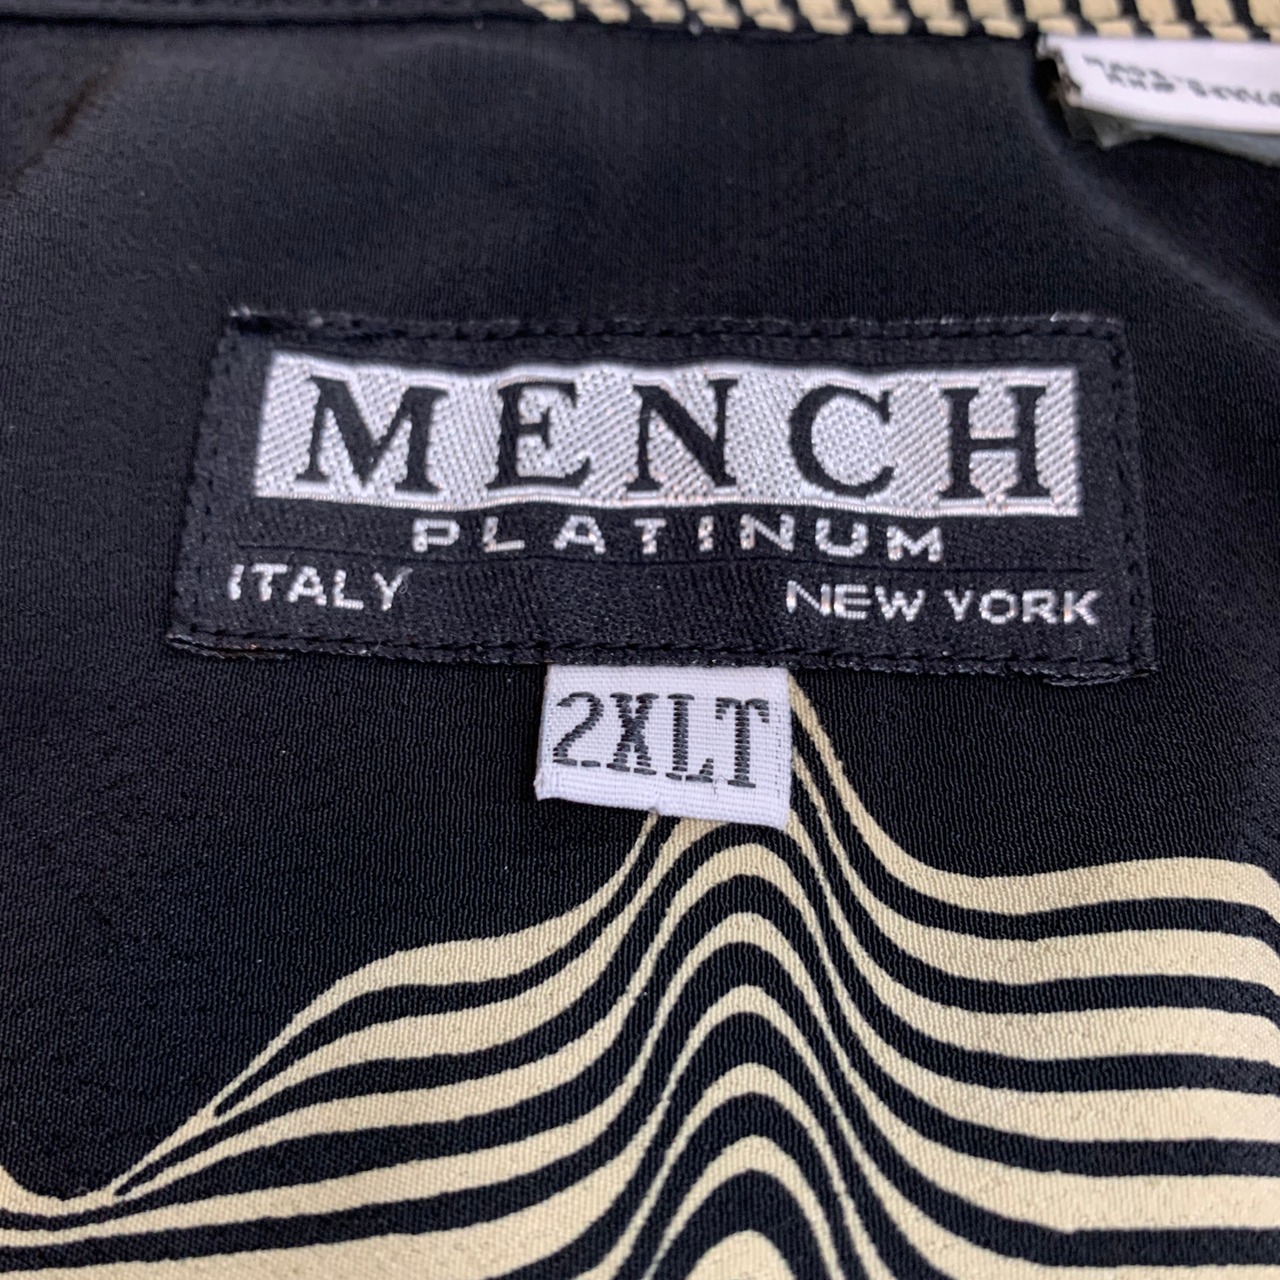 MENCH
PLATINUM
ITALY NEW YORK
2XLT